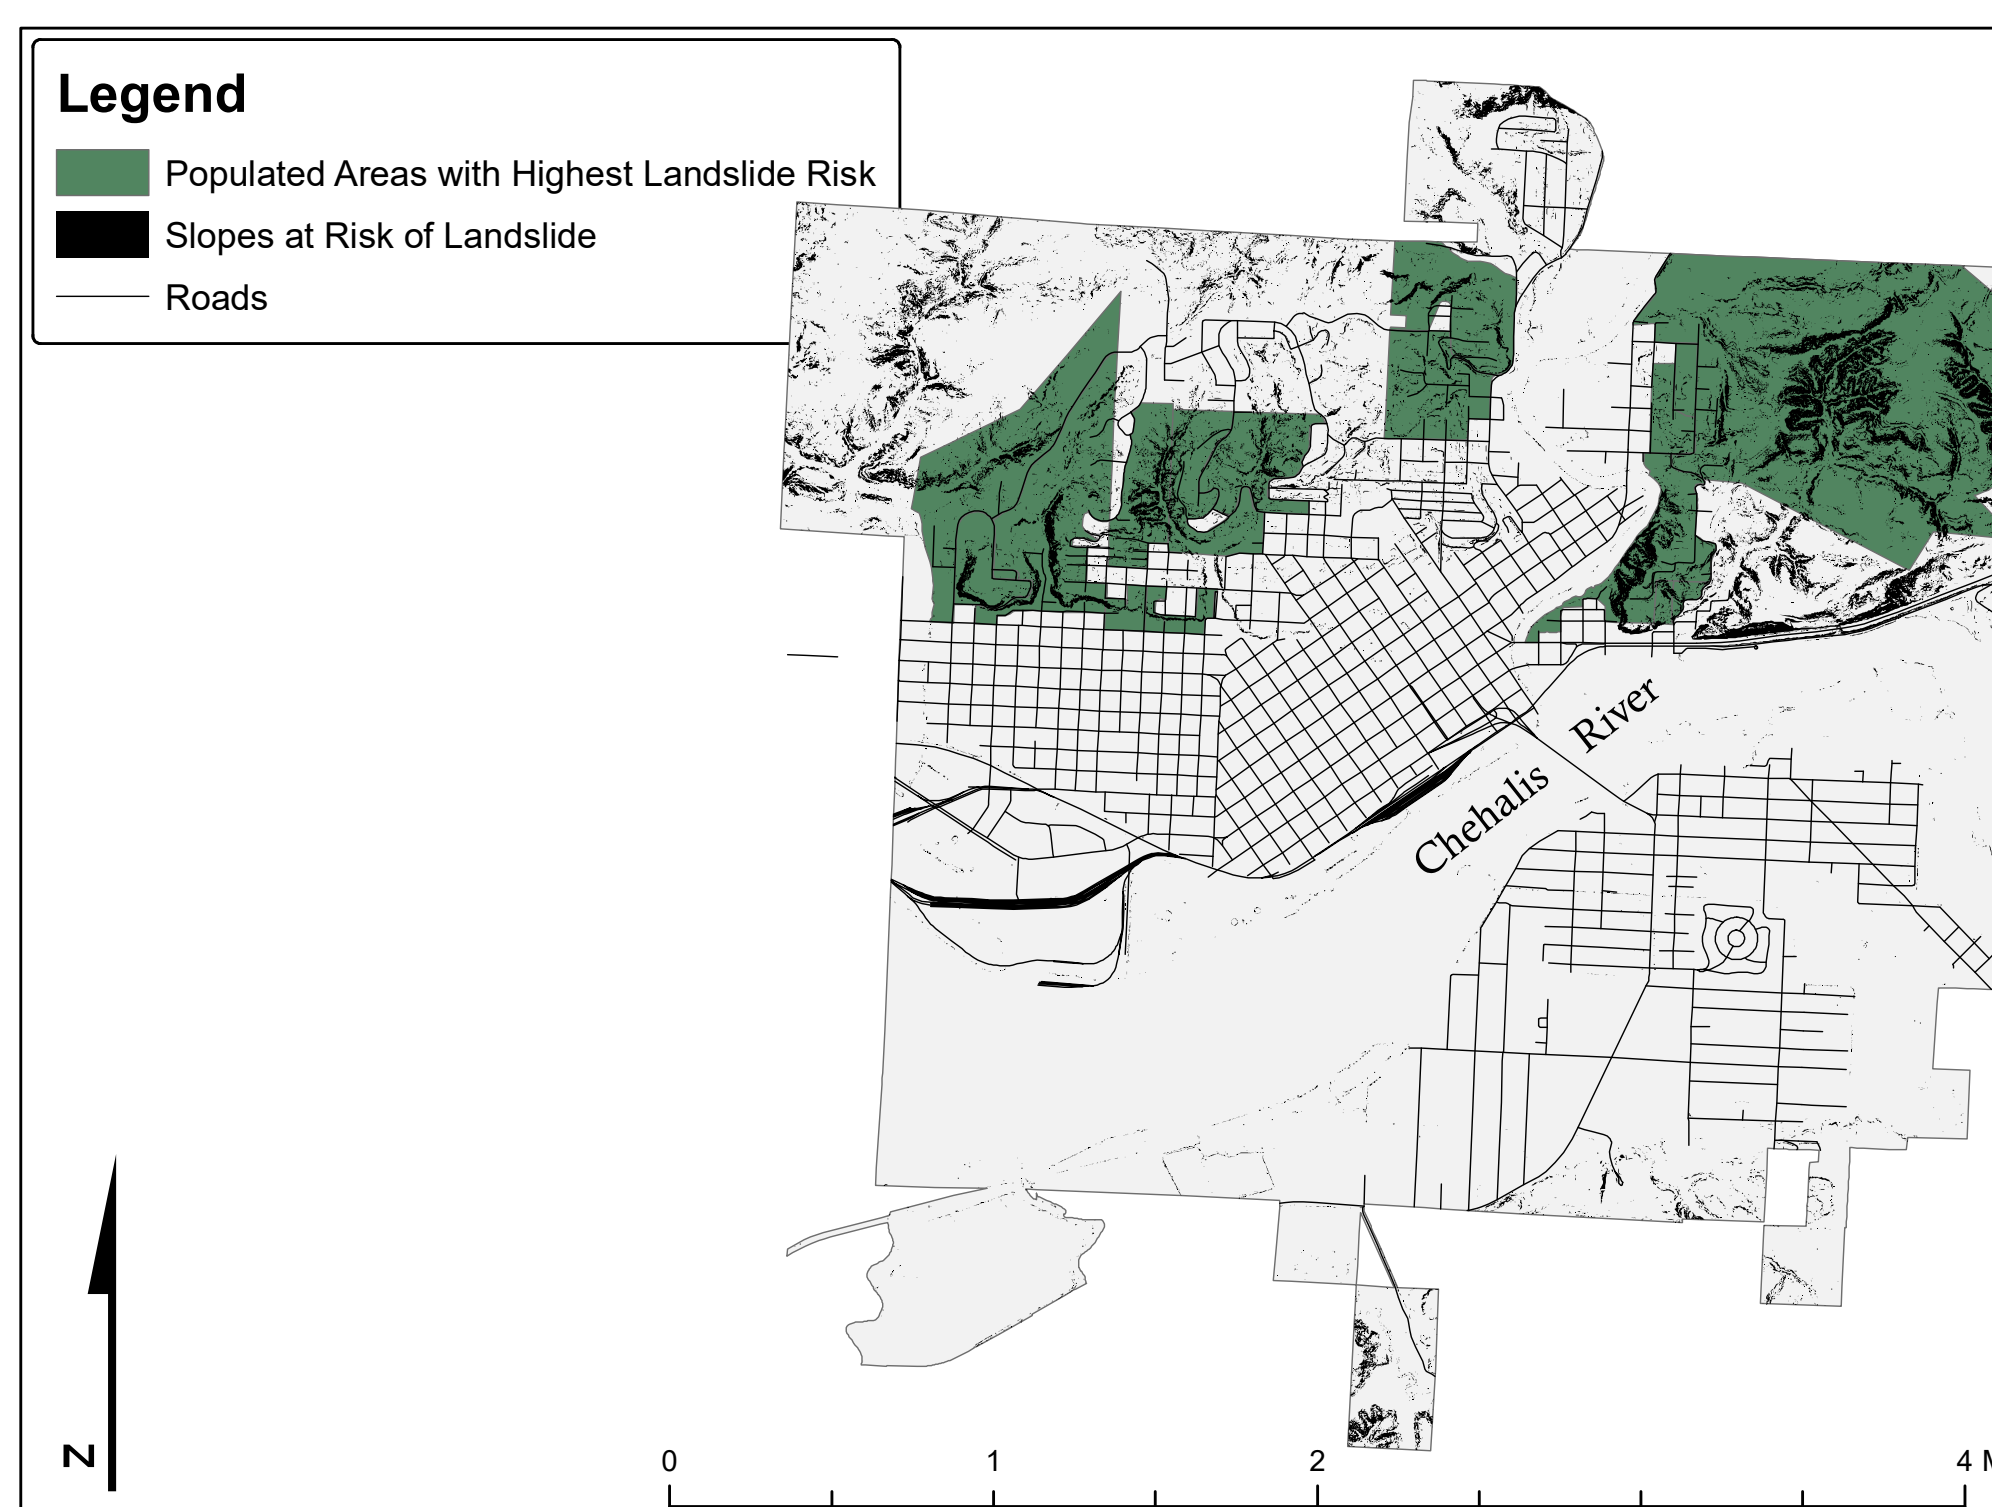 Legend
Populated Areas with Highest Landslide Risk
Slopes at Risk of Landslide
Roads
Chehalis River
N
0 1 2 4 M